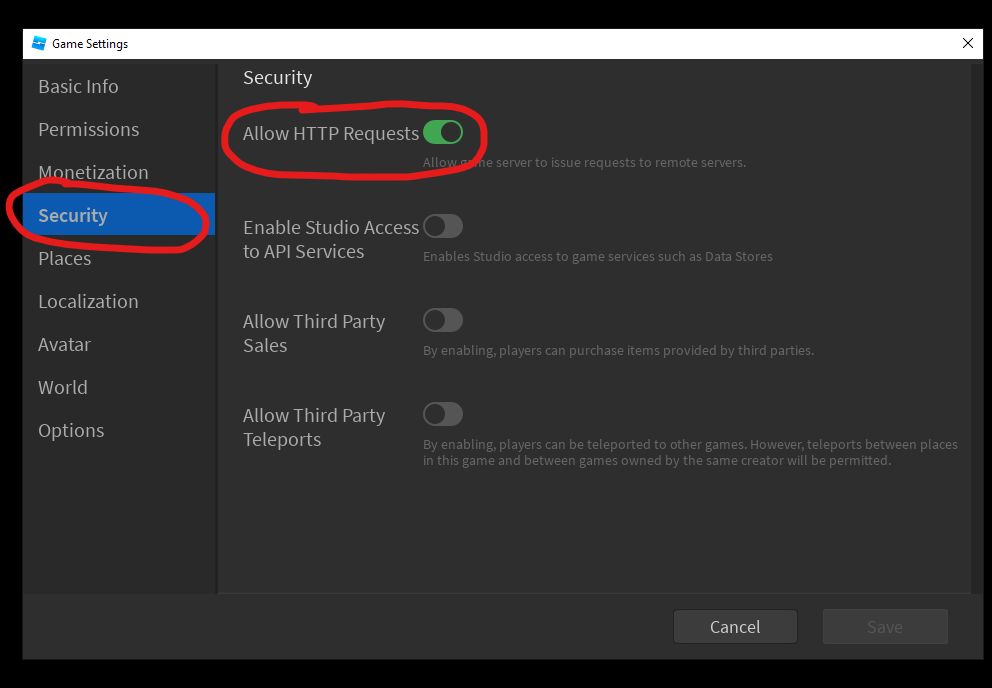 Game Settings
Basic Info
Permissions
Monetization
Security
Places
Localization
Avatar
World
Options
Security
Allow HTTP Requests
Allow game server to issue requests to remote servers.
Enable Studio Access
to API Services
Enables Studio access to game services such as Data Stores
Allow Third Party
Sales
By enabling, players can purchase items provided by third parties.
Allow Third Party
Teleports
By enabling, players can be teleported to other games. However, teleports between places
in this game and between games owned by the same creator will be permitted.
Cancel
Save